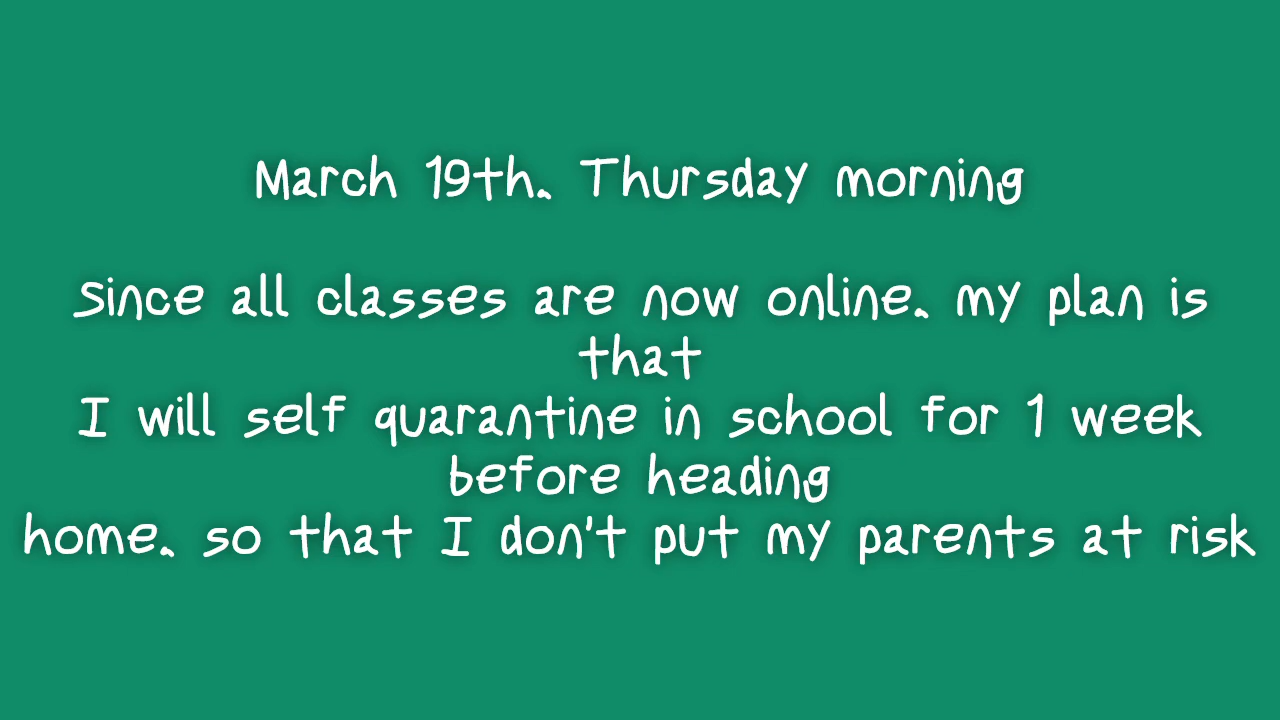 March 19th. Thursday morning
Since all classes are now online. my plan is
that
I will self quarantine in school for 1 week
before heading
home. so that I don't put my parents at risk